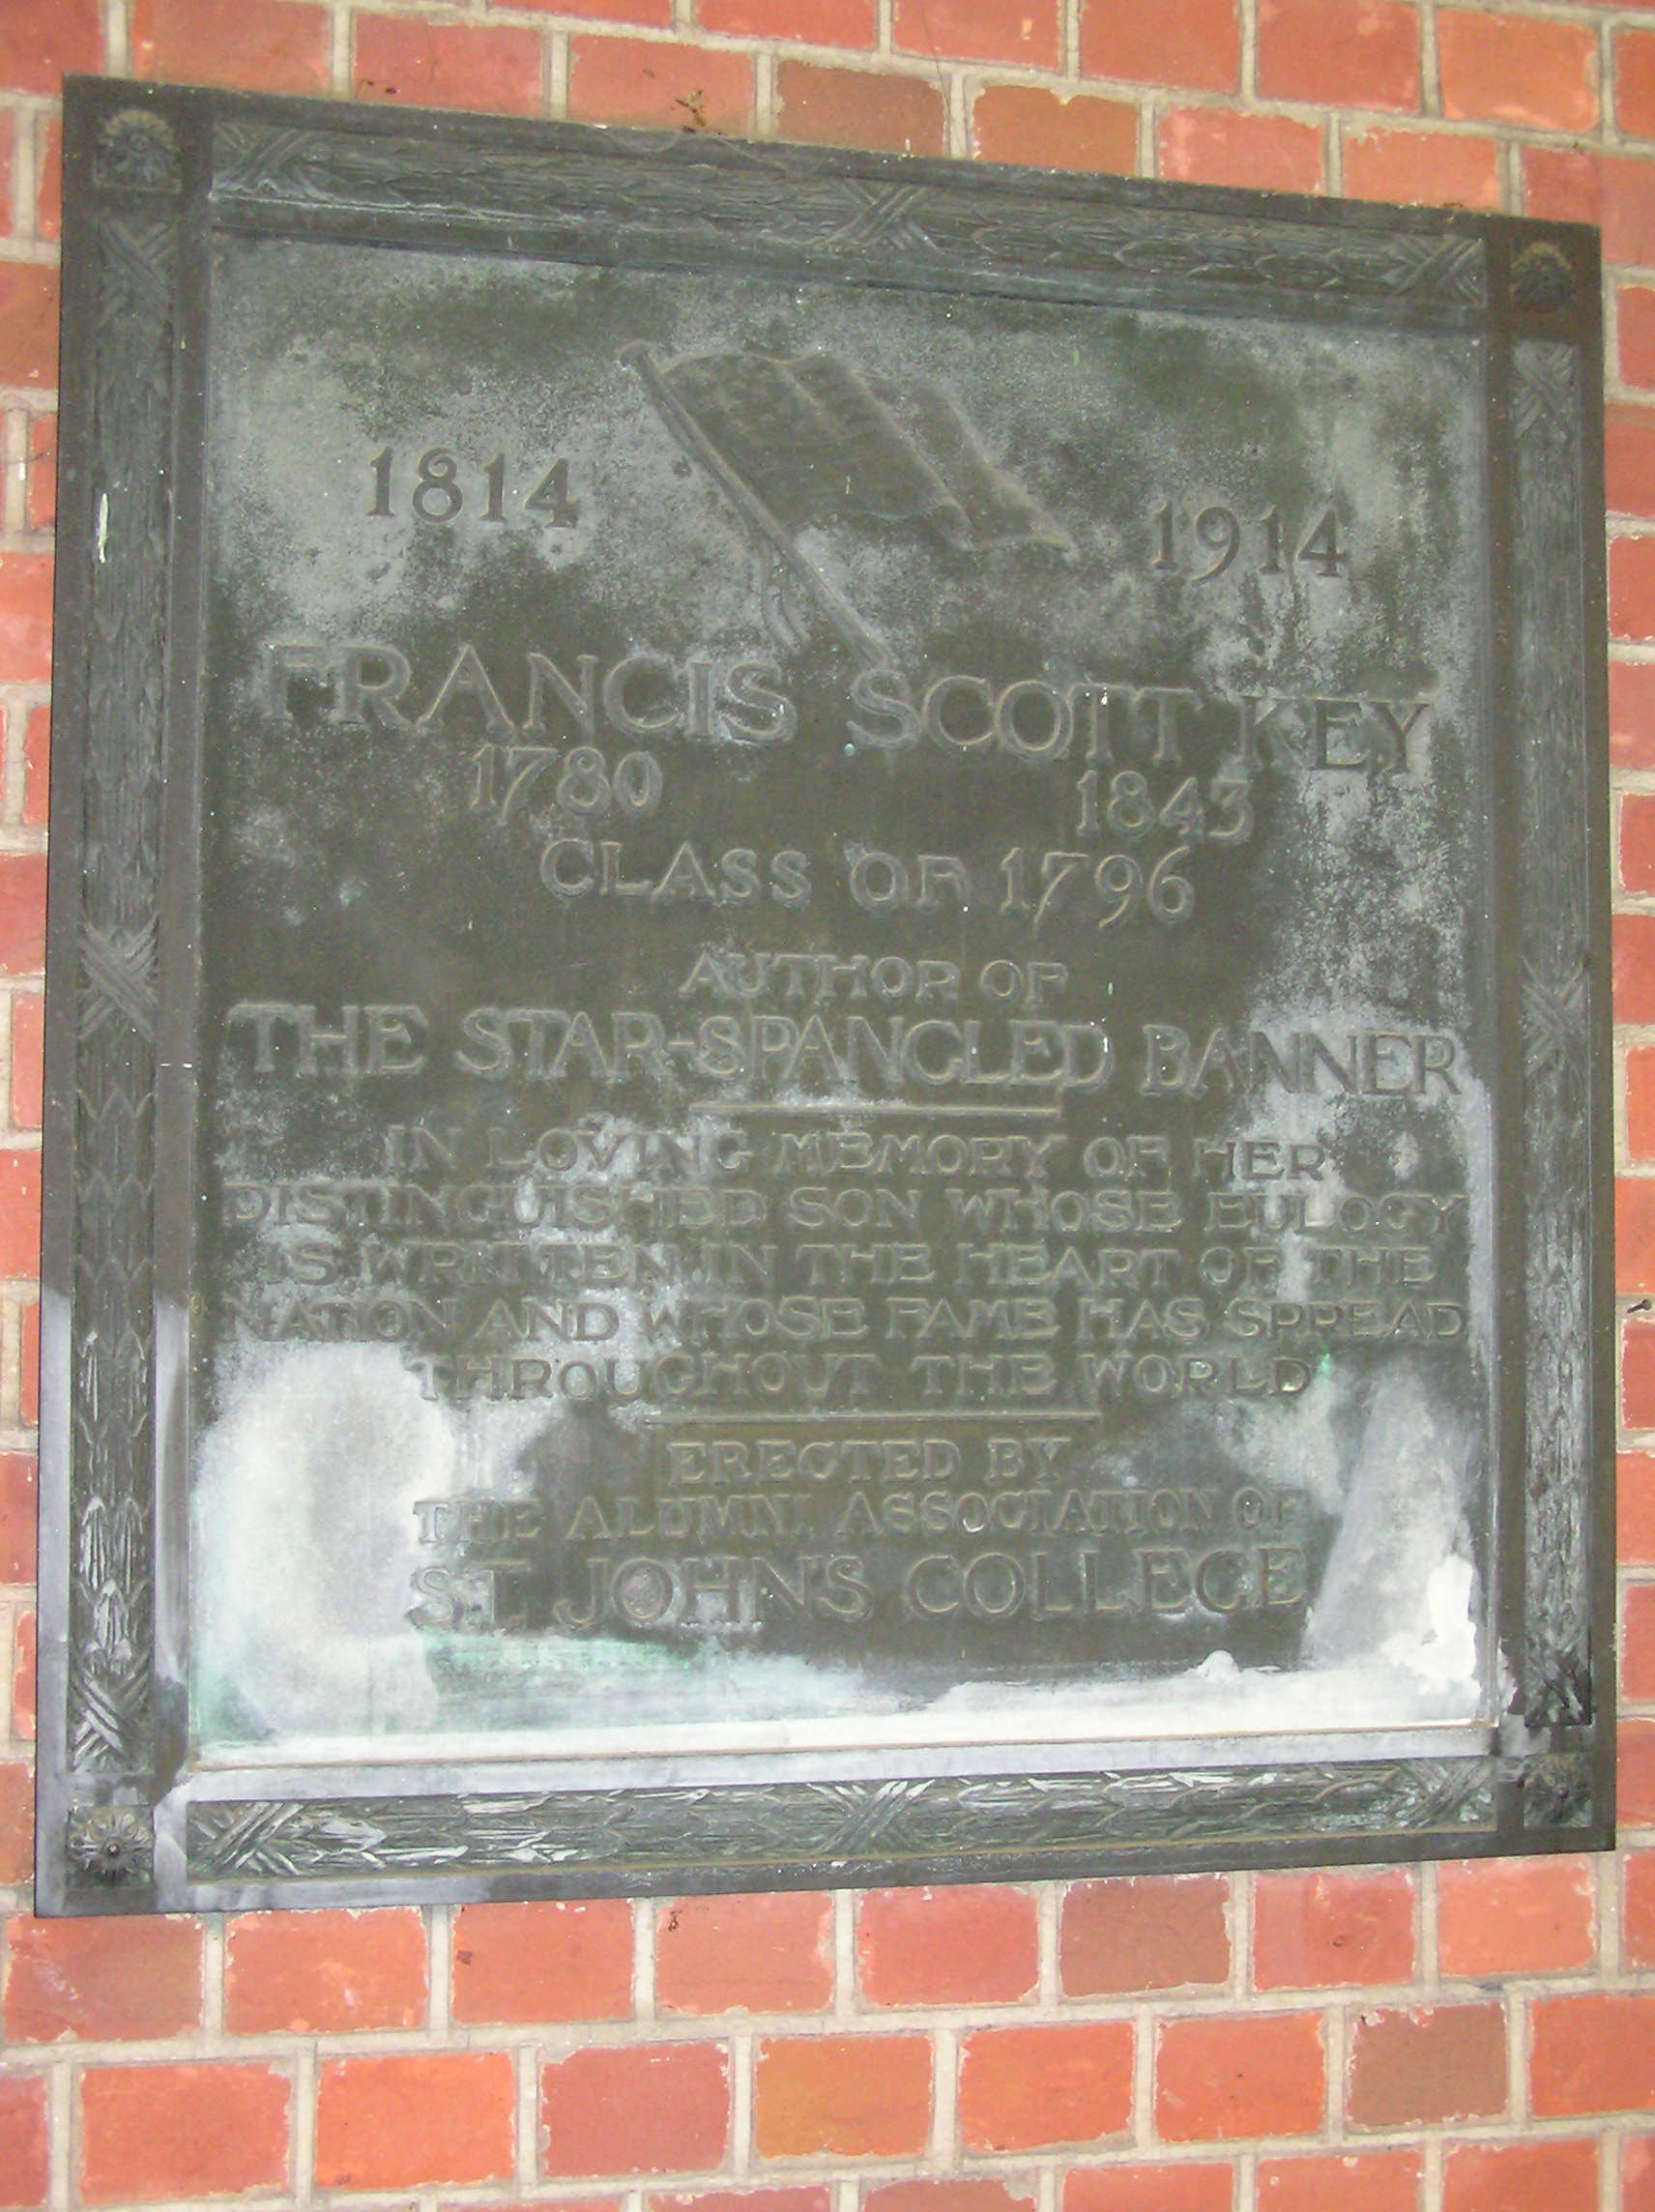 1814 1914
FRANCIS SCOTT KEY
1780 1843
CLASS OF 1796
AUTHOR OF
THE STAR-SPANGLED BANNER
IN LOVING MEMORY OF HER
DISTINGUISHED SON WHOSE EULOGY
IS WRITTEN IN THE HEART OF THE
NATION AND WHOSE FAME HAS SPREAD
THROUGHOUT THE WORLD
ERECTED BY
THE ALUMNI ASSOCIATION OF
ST. JOHN'S COLLEGE